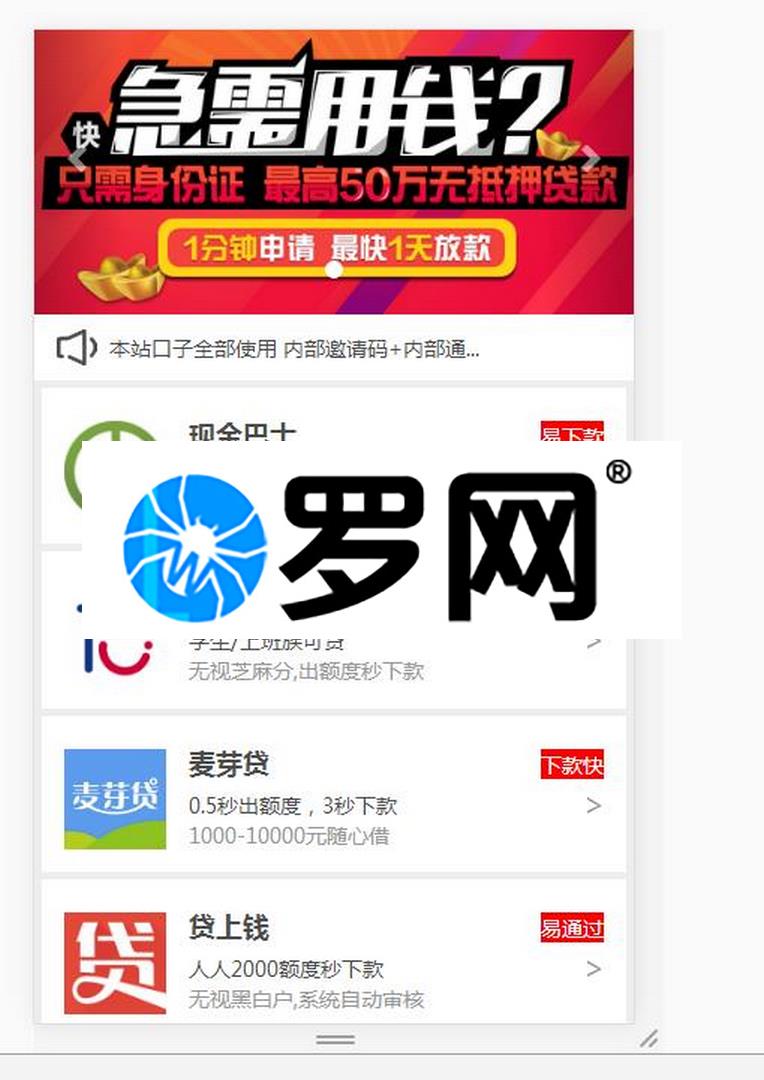 急需用钱?
快
只需身份证 最高50万无抵押贷款
1分钟申请 最快1天放款
本站口子全部使用 内部邀请码+内部通...
现金巴士
易下款
罗网®
学生/上班族可贷
>
无视芝麻分,出额度秒下款
麦芽贷
麦芽贷
下款快
0.5秒出额度，3秒下款
>
1000-10000元随心借
贷
贷上钱
易通过
人人2000额度秒下款
>
无视黑白户,系统自动审核